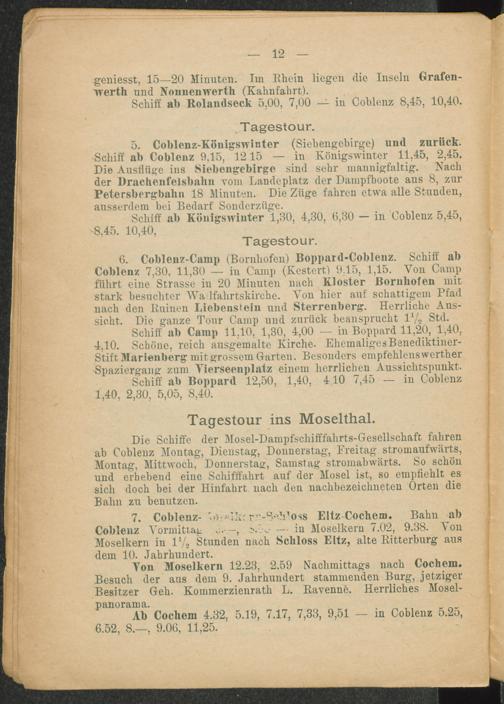 — 12 —
geniesst, 15—20 Minuten. Im Rhein liegen die Inseln Grafen-
werth und Nonnenwerth (Kahnfahrt).
Schiff ab Rolandseck 5,00, 7,00 — in Coblenz 8,45, 10,40.
Tagestour.
5. Coblenz-Königswinter (Siebengebirge) und zurück.
Schiff ab Coblenz 9,15, 12 15 — in Königswinter 11,45, 2,45.
Die Ausflüge ins Siebengebirge sind sehr mannigfaltig. Nach
der Drachenfelsbahn vom Landeplatz der Dampfboote aus 8, zur
Petersbergbahn 18 Minuten. Die Züge fahren etwa alle Stunden,
ausserdem bei Bedarf Sonderzüge.
Schiff ab Königswinter 1,30, 4,30, 6,30 — in Coblenz 5,45,
8,45. 10,40,
Tagestour.
6. Coblenz-Camp (Bornhofen) Boppard-Coblenz. Schiff ab
Coblenz 7,30, 11,30 — in Camp (Kestert) 9.15, 1,15. Von Camp
führt eine Strasse in 20 Minuten nach Kloster Bornhofen mit
stark besuchter Wallfahrtskirche. Von hier auf schattigem Pfad
nach den Ruinen Liebenstein und Sterrenberg. Herrliche Aus-
sicht. Die ganze Tour Camp und zurück beansprucht 1½ Std.
Schiff ab Camp 11,10, 1,30, 4,00 — in Boppard 11,20, 1,40,
4,10. Schöne, reich ausgemalte Kirche. Ehemaliges Benediktiner-
Stift Marienberg mit grossem Garten. Besonders empfehlenswerther
Spaziergang zum Vierseenplatz einem herrlichen Aussichtspunkt.
Schiff ab Boppard 12,50, 1,40, 4 10 7,45 — in Coblenz
1,40, 2,30, 5,05, 8,40.
Tagestour ins Moselthal.
Die Schiffe der Mosel-Dampfschifffahrts-Gesellschaft fahren
ab Coblenz Montag, Dienstag, Donnerstag, Freitag stromaufwärts,
Montag, Mittwoch, Donnerstag, Samstag stromabwärts. So schön
und erhebend eine Schifffahrt auf der Mosel ist, so empfiehlt es
sich doch bei der Hinfahrt nach den nachbezeichneten Orten die
Bahn zu benutzen.
7. Coblenz- Schloss Eltz-Cochem. Bahn ab
Coblenz Vormittag — in Moselkern 7.02, 9.38. Von
Moselkern in 1½ Stunden nach Schloss Eltz, alte Ritterburg aus
dem 10. Jahrhundert.
Von Moselkern 12.23, 2.59 Nachmittags nach Cochem.
Besuch der aus dem 9. Jahrhundert stammenden Burg, jetziger
Besitzer Geh. Kommerzienrath L. Ravenné. Herrliches Mosel-
panorama.
Ab Cochem 4.32, 5.19, 7.17, 7,33, 9,51 — in Coblenz 5.25,
6.52, 8.—, 9.06, 11,25.